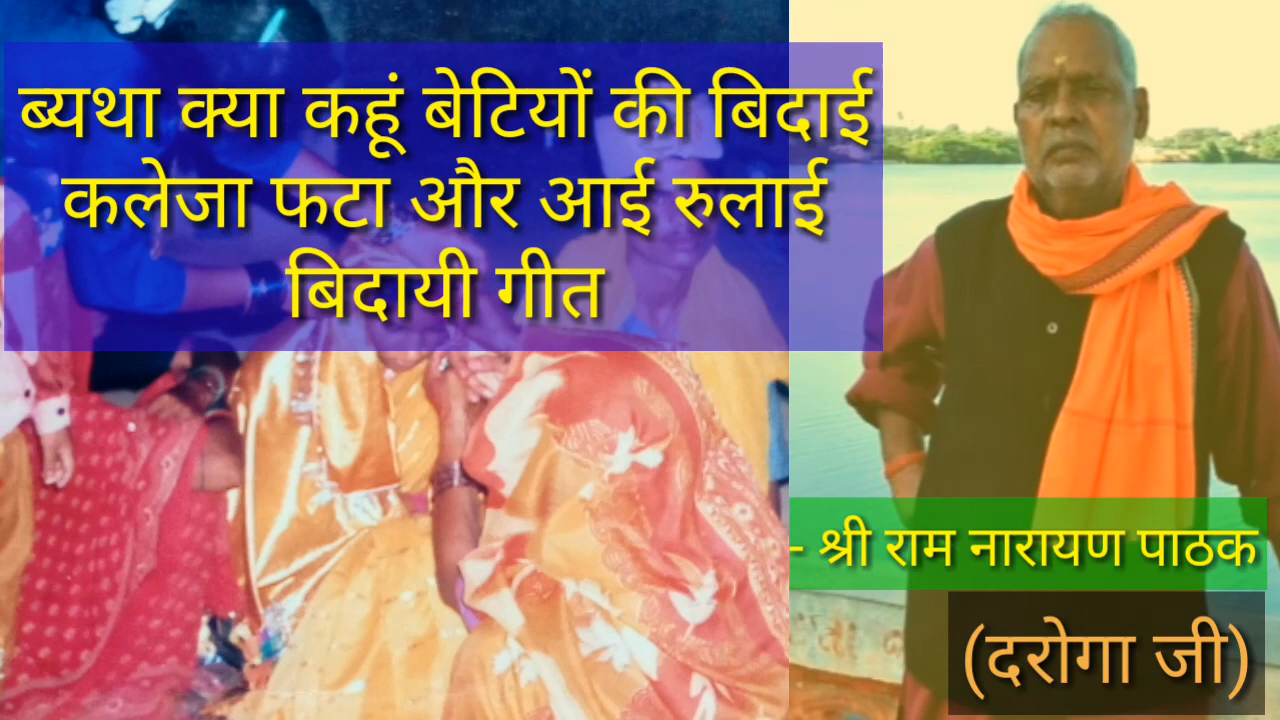 ब्यथा क्या कहूं बेटियों की बिदाई
कलेजा फटा और आई रुलाई
बिदायी गीत
- श्री राम नारायण पाठक
(दरोगा जी)